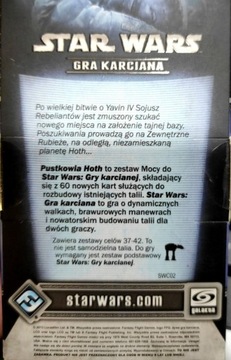 STAR WARS
GRA KARCIANA
Po wielkiej bitwie o Yavin IV Sojusz
Rebeliantów jest zmuszony szukać
nowego miejsca na założenie tajnej bazy.
Poszukiwania prowadzą go na Zewnętrzne
Rubieże, na odległą, niezamieszkaną
planetę Hoth...
Pustkowia Hoth to zestaw Mocy do
Star Wars: Gry karcianej, składający
się z 60 nowych kart służących do
rozbudowy istniejących talii. Star Wars:
Gra karciana to gra o dynamicznych
walkach, brawurowych manewrach
i nowatorskim budowaniu talii dla
dwóch graczy.
Zawiera zestawy celów 37-42. To
nie jest samodzielna talia. Do gry
wymagany jest zestaw podstawowy
Star Wars: Gry karcianej.
SWC02
starwars.com
GALAKTA